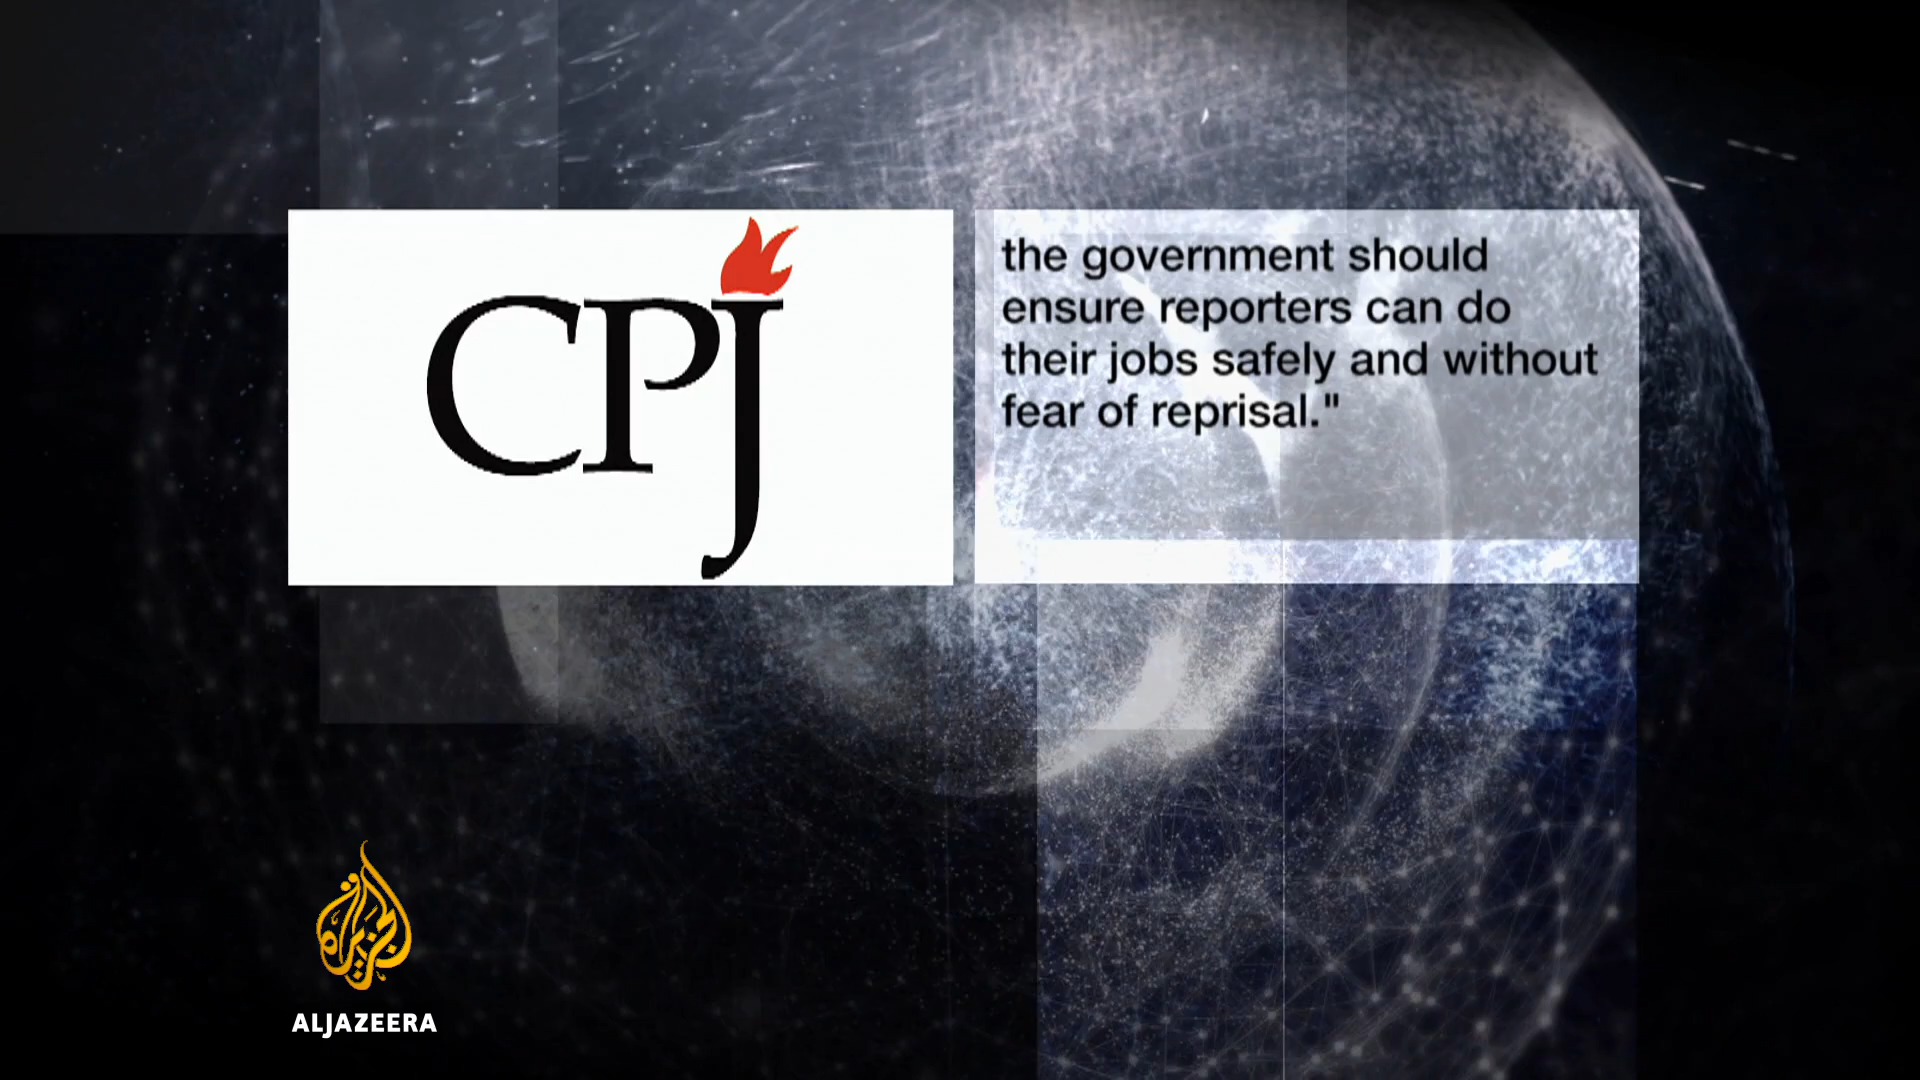 CPJ
the government should
ensure reporters can do
their jobs safely and without
fear of reprisal."
الجزيرة
ALJAZEERA